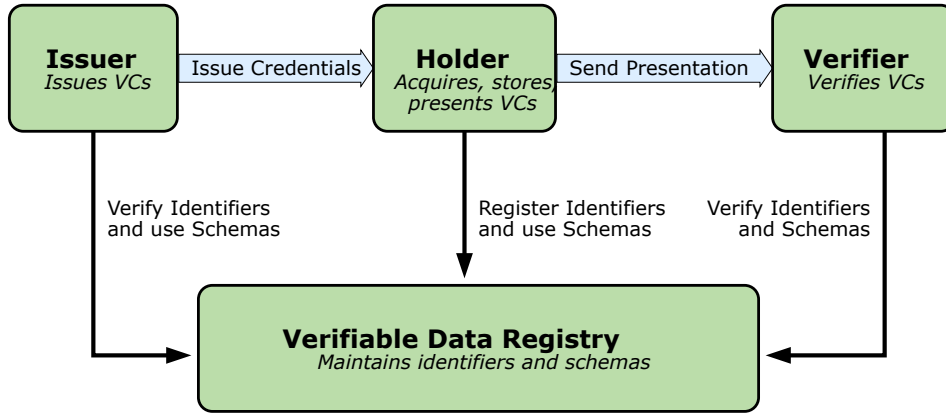 Issuer
Issues VCs
Issue Credentials
Holder
Acquires, stores,
presents VCs
Send Presentation
Verifier
Verifies VCs
Verify Identifiers
and use Schemas
Register Identifiers
and use Schemas
Verify Identifiers
and Schemas
Verifiable Data Registry
Maintains identifiers and schemas